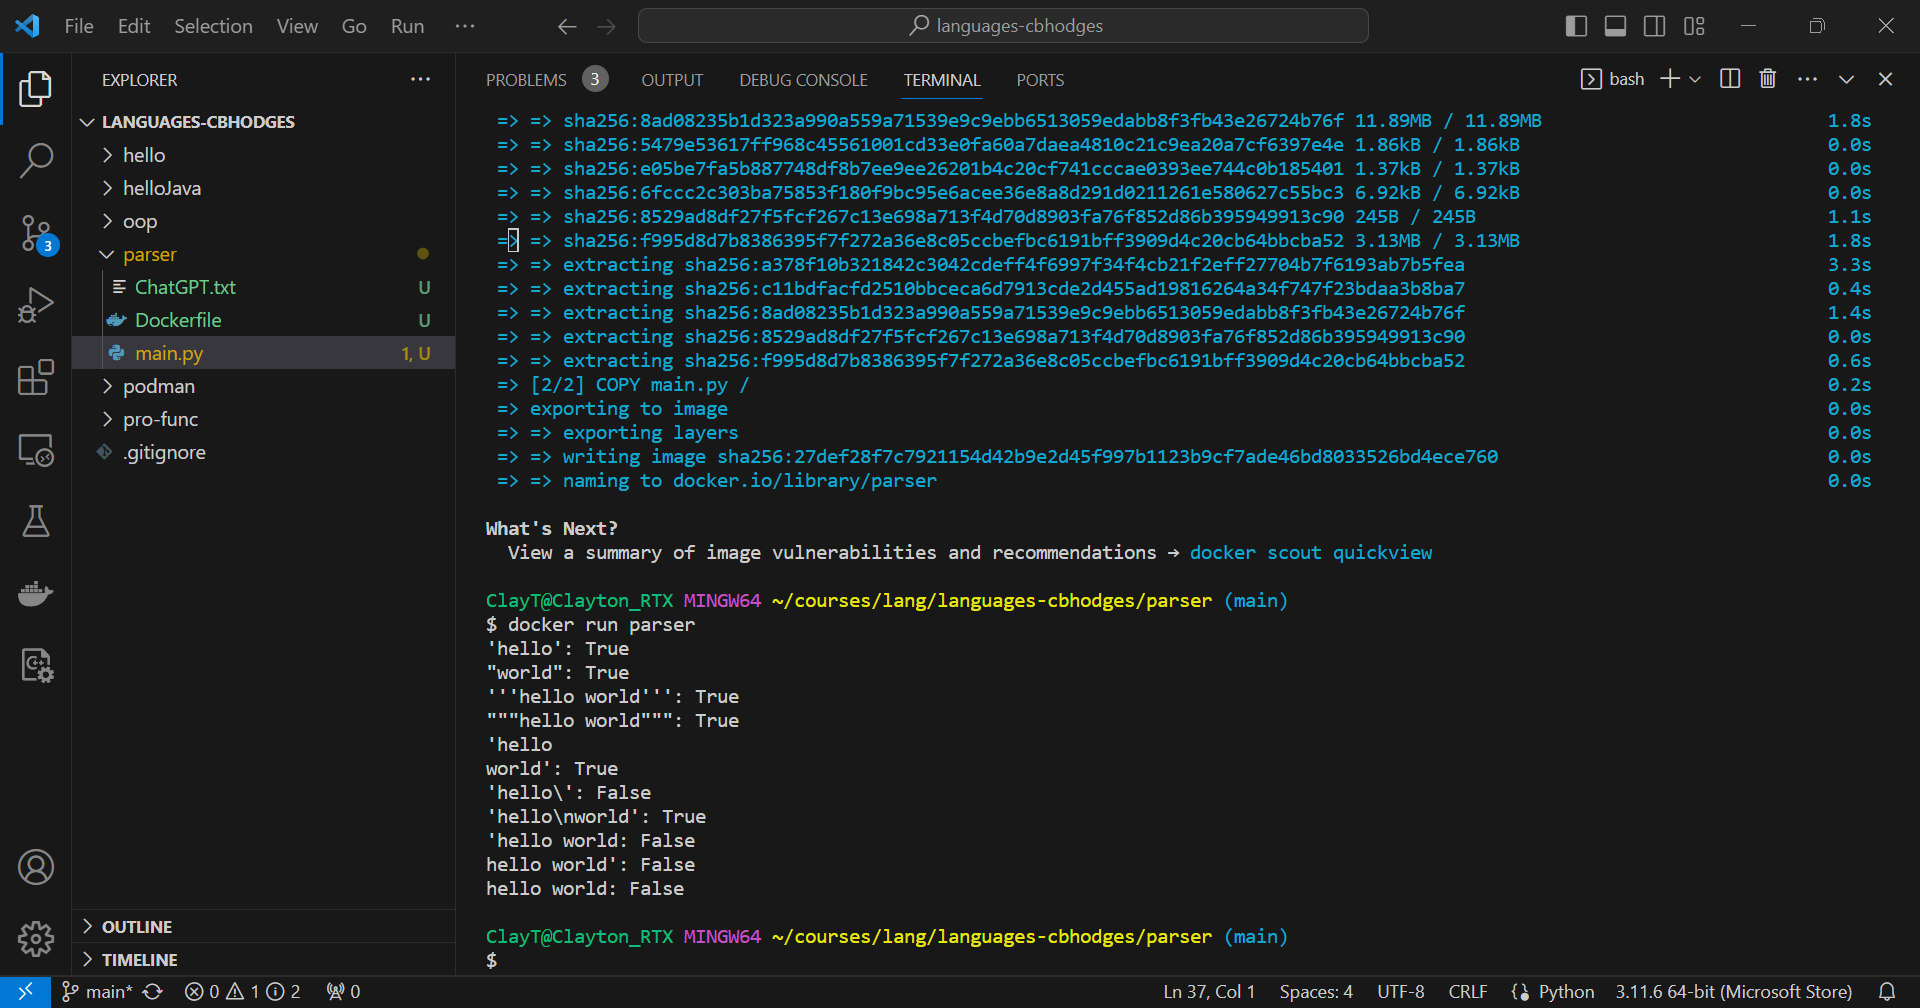 File Edit Selection View Go Run ··· languages-cbhodges
EXPLORER ···
LANGUAGES-CBHODGES
hello
helloJava
oop
parser
ChatGPT.txt U
Dockerfile U
main.py 1, U
podman
pro-func
.gitignore
OUTLINE
TIMELINE
3
PROBLEMS 3 OUTPUT DEBUG CONSOLE TERMINAL PORTS bash
=> => sha256:8ad08235b1d323a990a559a71539e9c9ebb6513059edabb8f3fb43e26724b76f 11.89MB / 11.89MB 1.8s
=> => sha256:5479e53617ff968c45561001cd33e0fa60a7daea4810c21c9ea20a7cf6397e4e 1.86kB / 1.86kB 0.0s
=> => sha256:e05be7fa5b887748df8b7ee9ee26201b4c20cf741cccae0393ee744c0b185401 1.37kB / 1.37kB 0.0s
=> => sha256:6fccc2c303ba75853f180f9bc95e6acee36e8a8d291d0211261e580627c55bc3 6.92kB / 6.92kB 0.0s
=> => sha256:8529ad8df27f5fcf267c13e698a713f4d70d8903fa76f852d86b395949913c90 245B / 245B 1.1s
=> => sha256:f995d8d7b8386395f7f272a36e8c05ccbefbc6191bff3909d4c20cb64bbcba52 3.13MB / 3.13MB 1.8s
=> => extracting sha256:a378f10b321842c3042cdeff4f6997f34f4cb21f2eff27704b7f6193ab7b5fea 3.3s
=> => extracting sha256:c11bdfacfd2510bbceca6d7913cde2d455ad19816264a34f747f23bdaa3b8ba7 0.4s
=> => extracting sha256:8ad08235b1d323a990a559a71539e9c9ebb6513059edabb8f3fb43e26724b76f 1.4s
=> => extracting sha256:8529ad8df27f5fcf267c13e698a713f4d70d8903fa76f852d86b395949913c90 0.0s
=> => extracting sha256:f995d8d7b8386395f7f272a36e8c05ccbefbc6191bff3909d4c20cb64bbcba52 0.6s
=> [2/2] COPY main.py / 0.2s
=> exporting to image 0.0s
=> => exporting layers 0.0s
=> => writing image sha256:27def28f7c7921154d42b9e2d45f997b1123b9cf7ade46bd8033526bd4ece760 0.0s
=> => naming to docker.io/library/parser 0.0s
What's Next?
View a summary of image vulnerabilities and recommendations → docker scout quickview
ClayT@Clayton_RTX MINGW64 ~/courses/lang/languages-cbhodges/parser (main)
$ docker run parser
'hello': True
"world": True
'''hello world''': True
"""hello world""": True
'hello
world': True
'hello\': False
'hello\nworld': True
'hello world: False
hello world': False
hello world: False
ClayT@Clayton_RTX MINGW64 ~/courses/lang/languages-cbhodges/parser (main)
$
main* 0 1 2 0 Ln 37, Col 1 Spaces: 4 UTF-8 CRLF Python 3.11.6 64-bit (Microsoft Store)